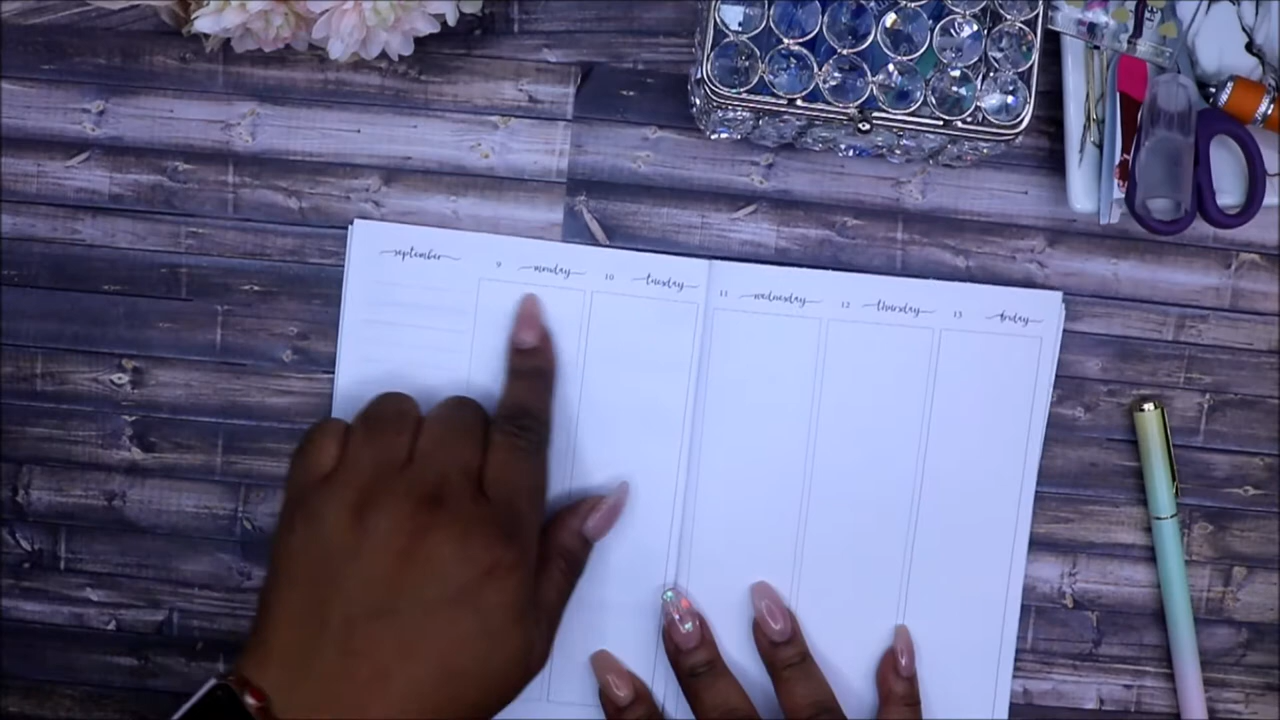 september
9 monday
10 tuesday
11 wednesday
12 thursday
13 friday